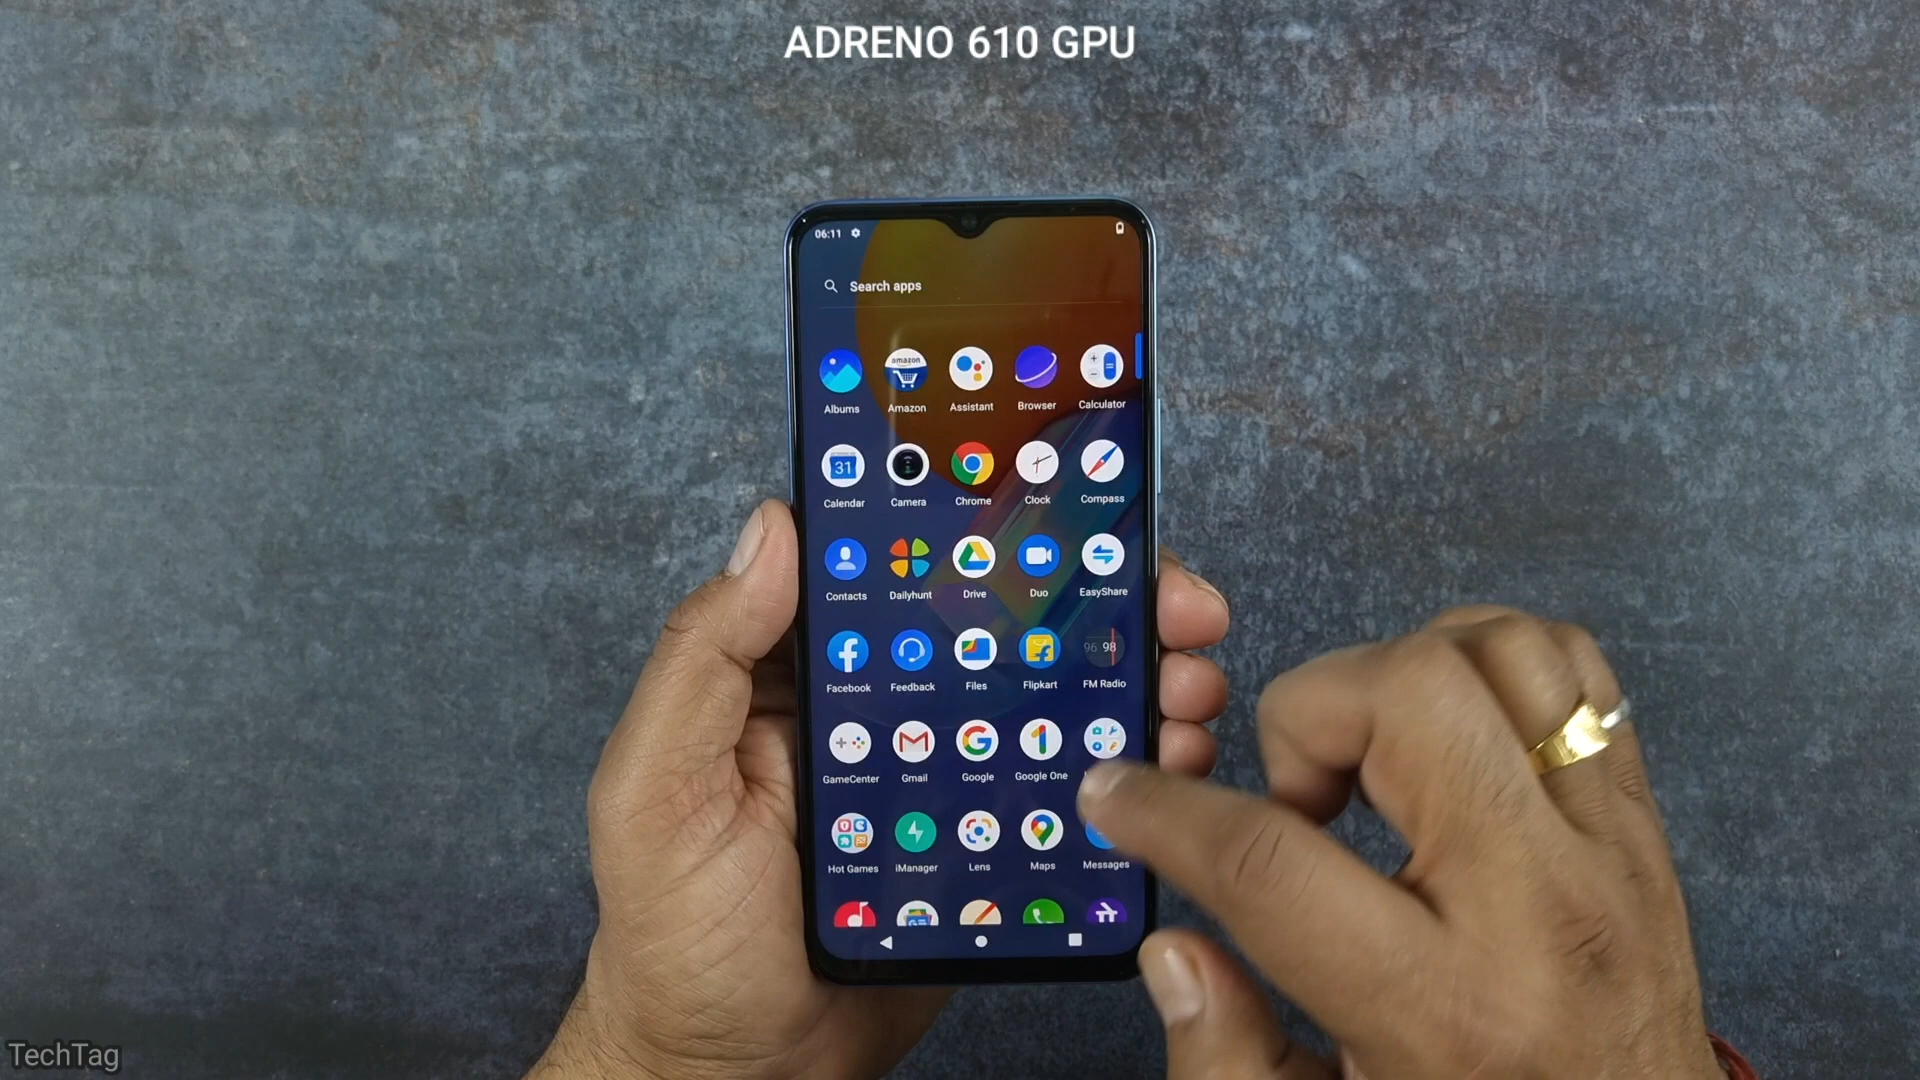 ADRENO 610 GPU
06:11
Search apps
amazon
Albums Amazon Assistant Browser Calculator
31
Calendar Camera Chrome Clock Compass
Contacts Dailyhunt Drive Duo EasyShare
96 98
Facebook Feedback Files Flipkart FM Radio
GameCenter Gmail Google Google One
Hot Games iManager Lens Maps Messages
TechTag